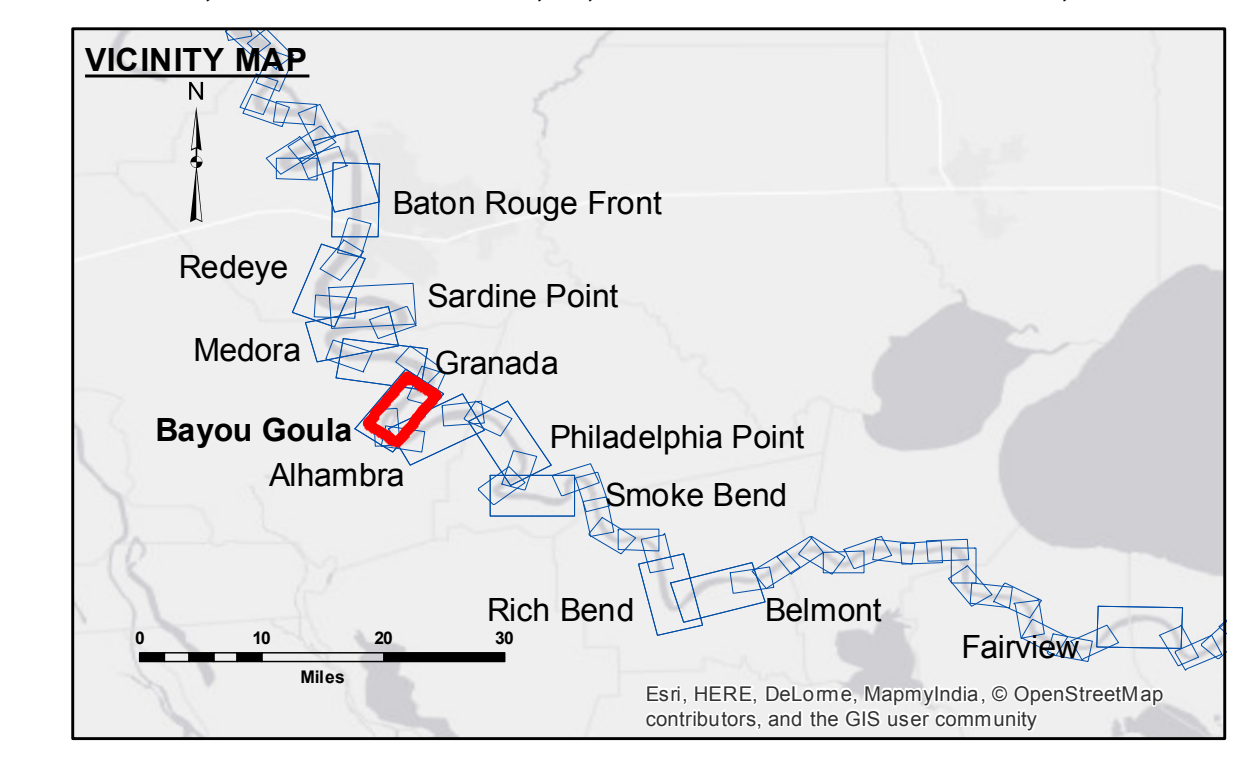 VICINITY MAP
N
Baton Rouge Front
Redeye
Sardine Point
Medora
Granada
Bayou Goula
Philadelphia Point
Alhambra
Smoke Bend
Rich Bend
Belmont
Fairview
0 10 20 30
Miles
Esri, HERE, DeLorme, MapmyIndia, © OpenStreetMap
contributors, and the GIS user community